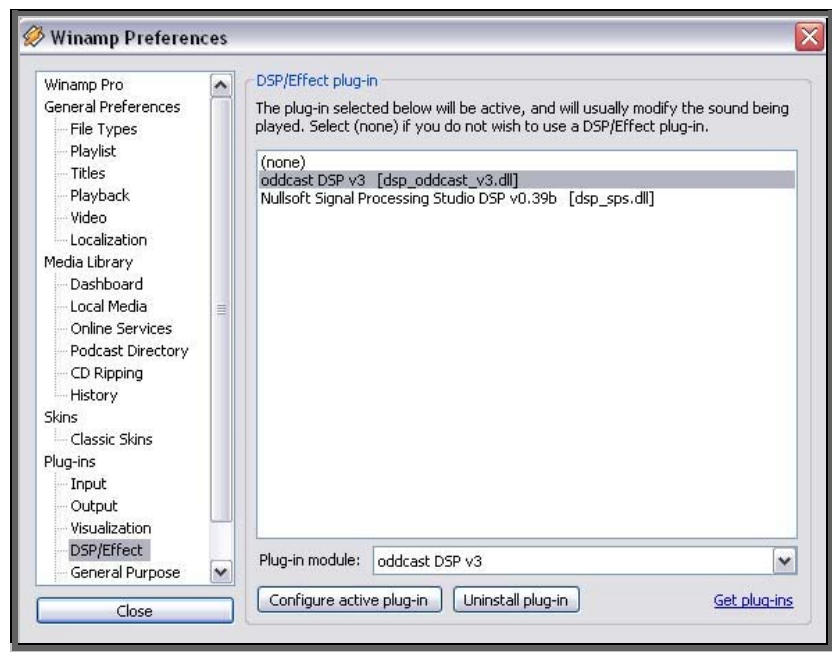 Winamp Preferences
Winamp Pro
General Preferences
File Types
Playlist
Titles
Playback
Video
Localization
Media Library
Dashboard
Local Media
Online Services
Podcast Directory
CD Ripping
History
Skins
Classic Skins
Plug-ins
Input
Output
Visualization
DSP/Effect
General Purpose
Close
DSP/Effect plug-in
The plug-in selected below will be active, and will usually modify the sound being
played. Select (none) if you do not wish to use a DSP/Effect plug-in.
(none)
oddcast DSP v3 [dsp_oddcast_v3.dll]
Nullsoft Signal Processing Studio DSP v0.39b [dsp_sps.dll]
Plug-in module: oddcast DSP v3
Configure active plug-in Uninstall plug-in Get plug-ins